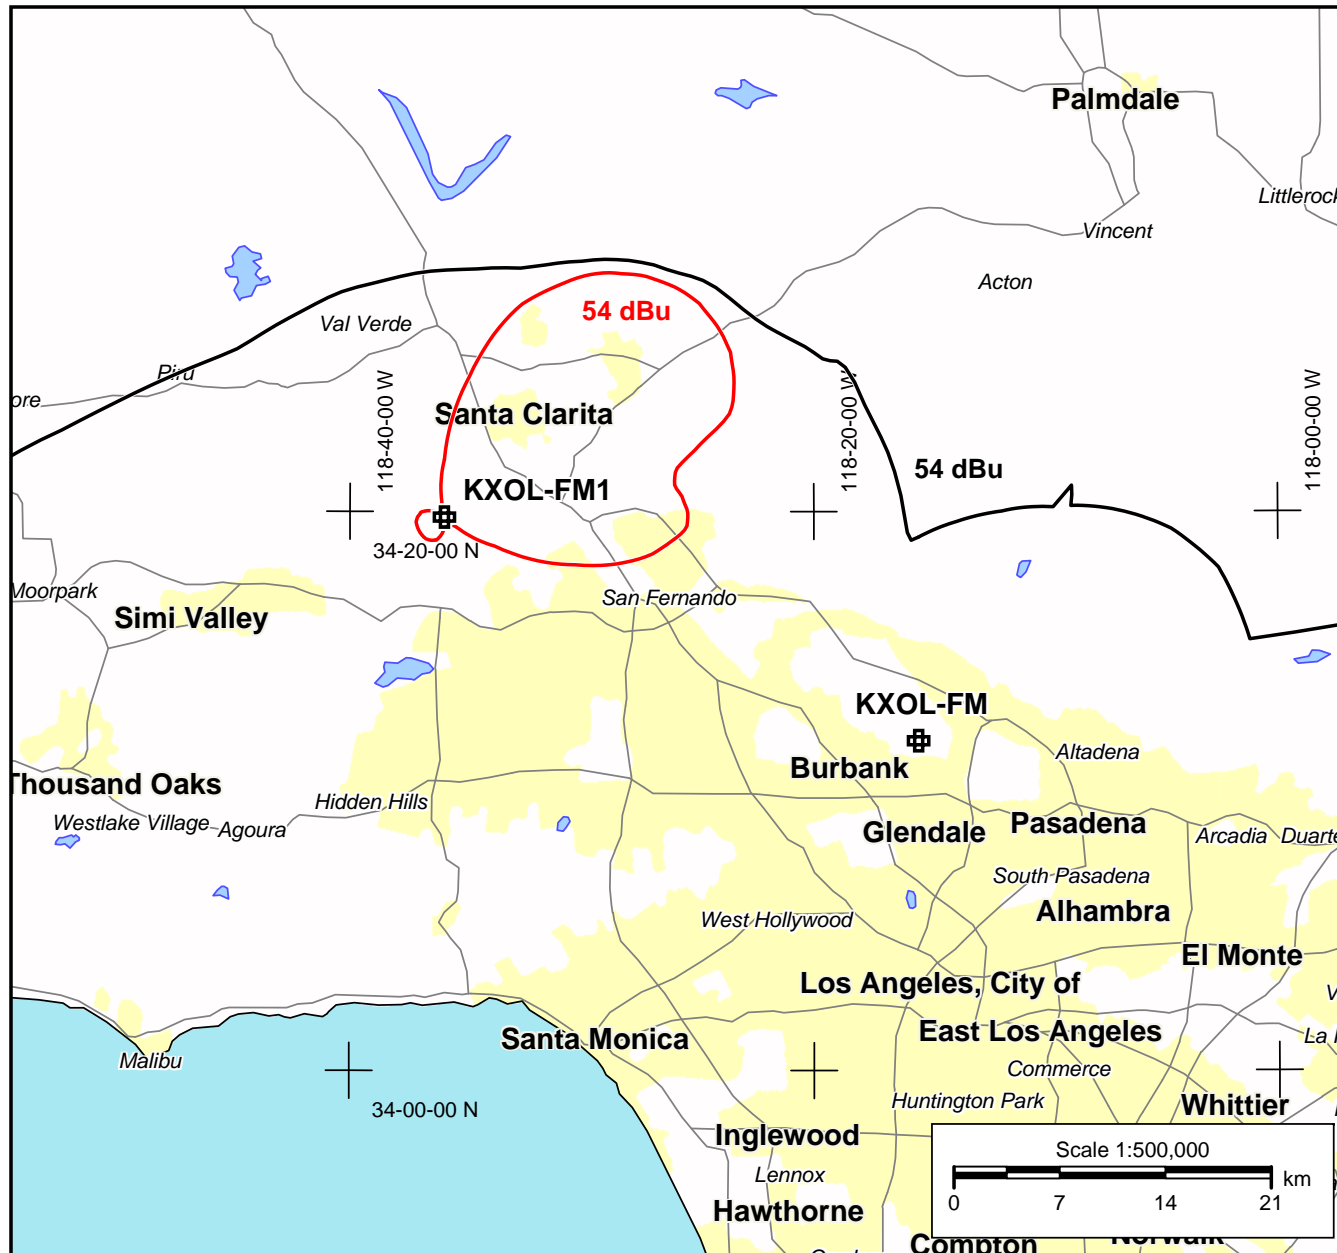 Palmdale
Littlerock
Vincent
Acton
54 dBu
Val Verde
Piru
118-40-00 W
118-20-00 W
118-00-00 W
ore
Santa Clarita
54 dBu
KXOL-FM1
34-20-00 N
Moorpark
San Fernando
Simi Valley
KXOL-FM
Altadena
Burbank
Thousand Oaks
Hidden Hills
Westlake Village
Agoura
Glendale
Pasadena
Arcadia
Duarte
South Pasadena
Alhambra
West Hollywood
El Monte
Los Angeles, City of
V
East Los Angeles
Santa Monica
La
Malibu
Commerce
34-00-00 N
Huntington Park
Whittier
Inglewood
Scale 1:500,000
km
0 7 14 21
Lennox
Hawthorne
Compton
Norwalk